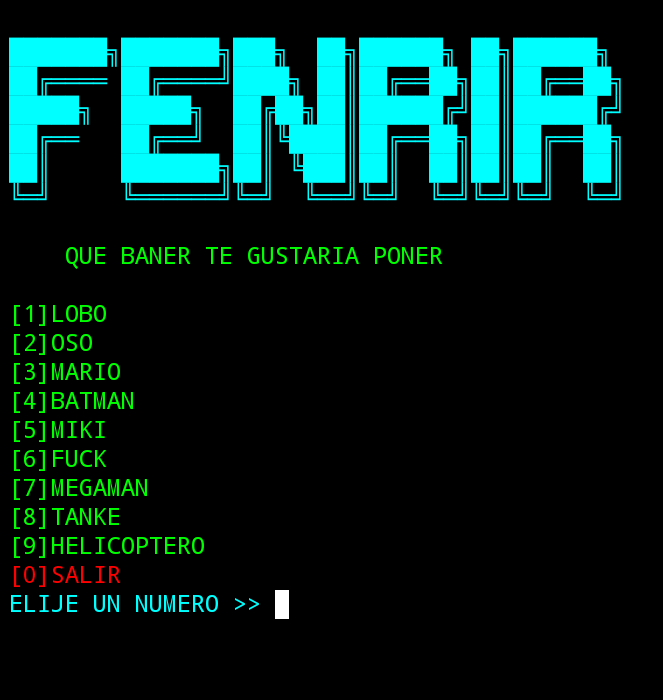 FENRIR
QUE BANER TE GUSTARIA PONER
[1]LOBO
[2]OSO
[3]MARIO
[4]BATMAN
[5]MIKI
[6]FUCK
[7]MEGAMAN
[8]TANKE
[9]HELICOPTERO
[0]SALIR
ELIJE UN NUMERO >>